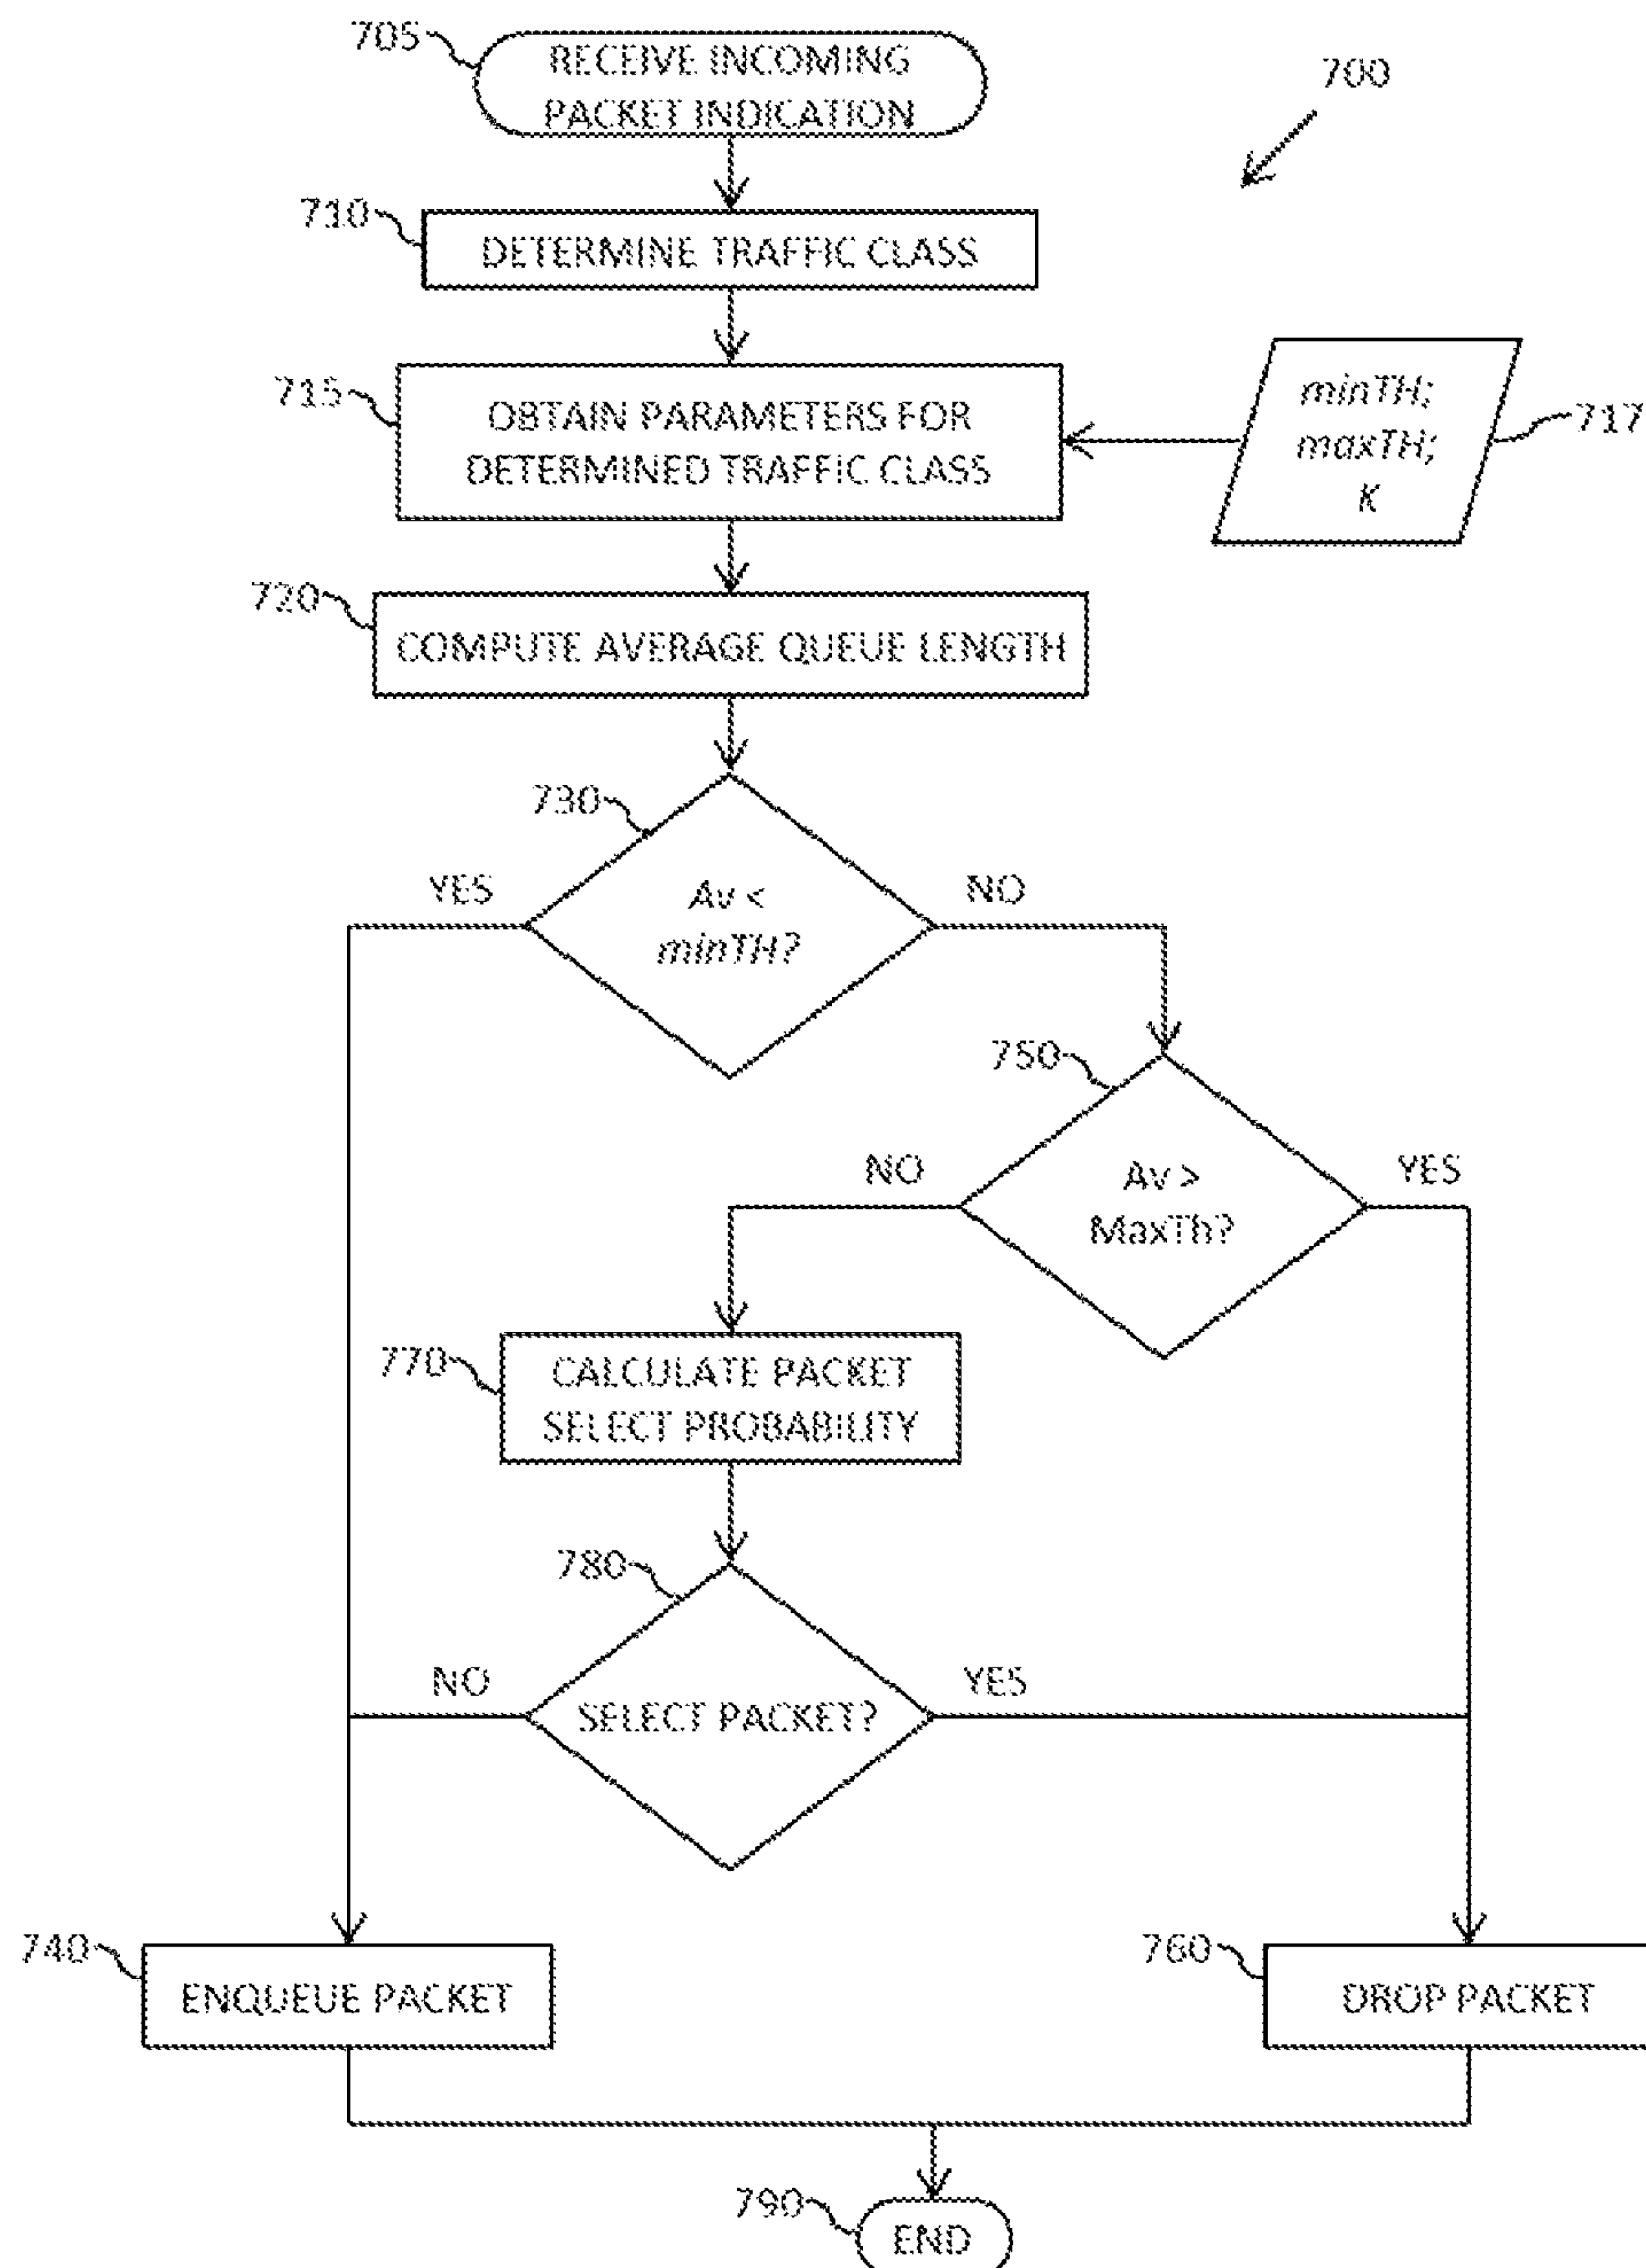 705
RECEIVE INCOMING
PACKET INDICATION
700
710
DETERMINE TRAFFIC CLASS
715
OBTAIN PARAMETERS FOR
DETERMINED TRAFFIC CLASS
minTH;
maxTH;
K
717
720
COMPUTE AVERAGE QUEUE LENGTH
730
YES
Av <
minTH?
NO
750
NO
Av >
MaxTh?
YES
770
CALCULATE PACKET
SELECT PROBABILITY
780
NO
SELECT PACKET?
YES
740
ENQUEUE PACKET
760
DROP PACKET
790
END